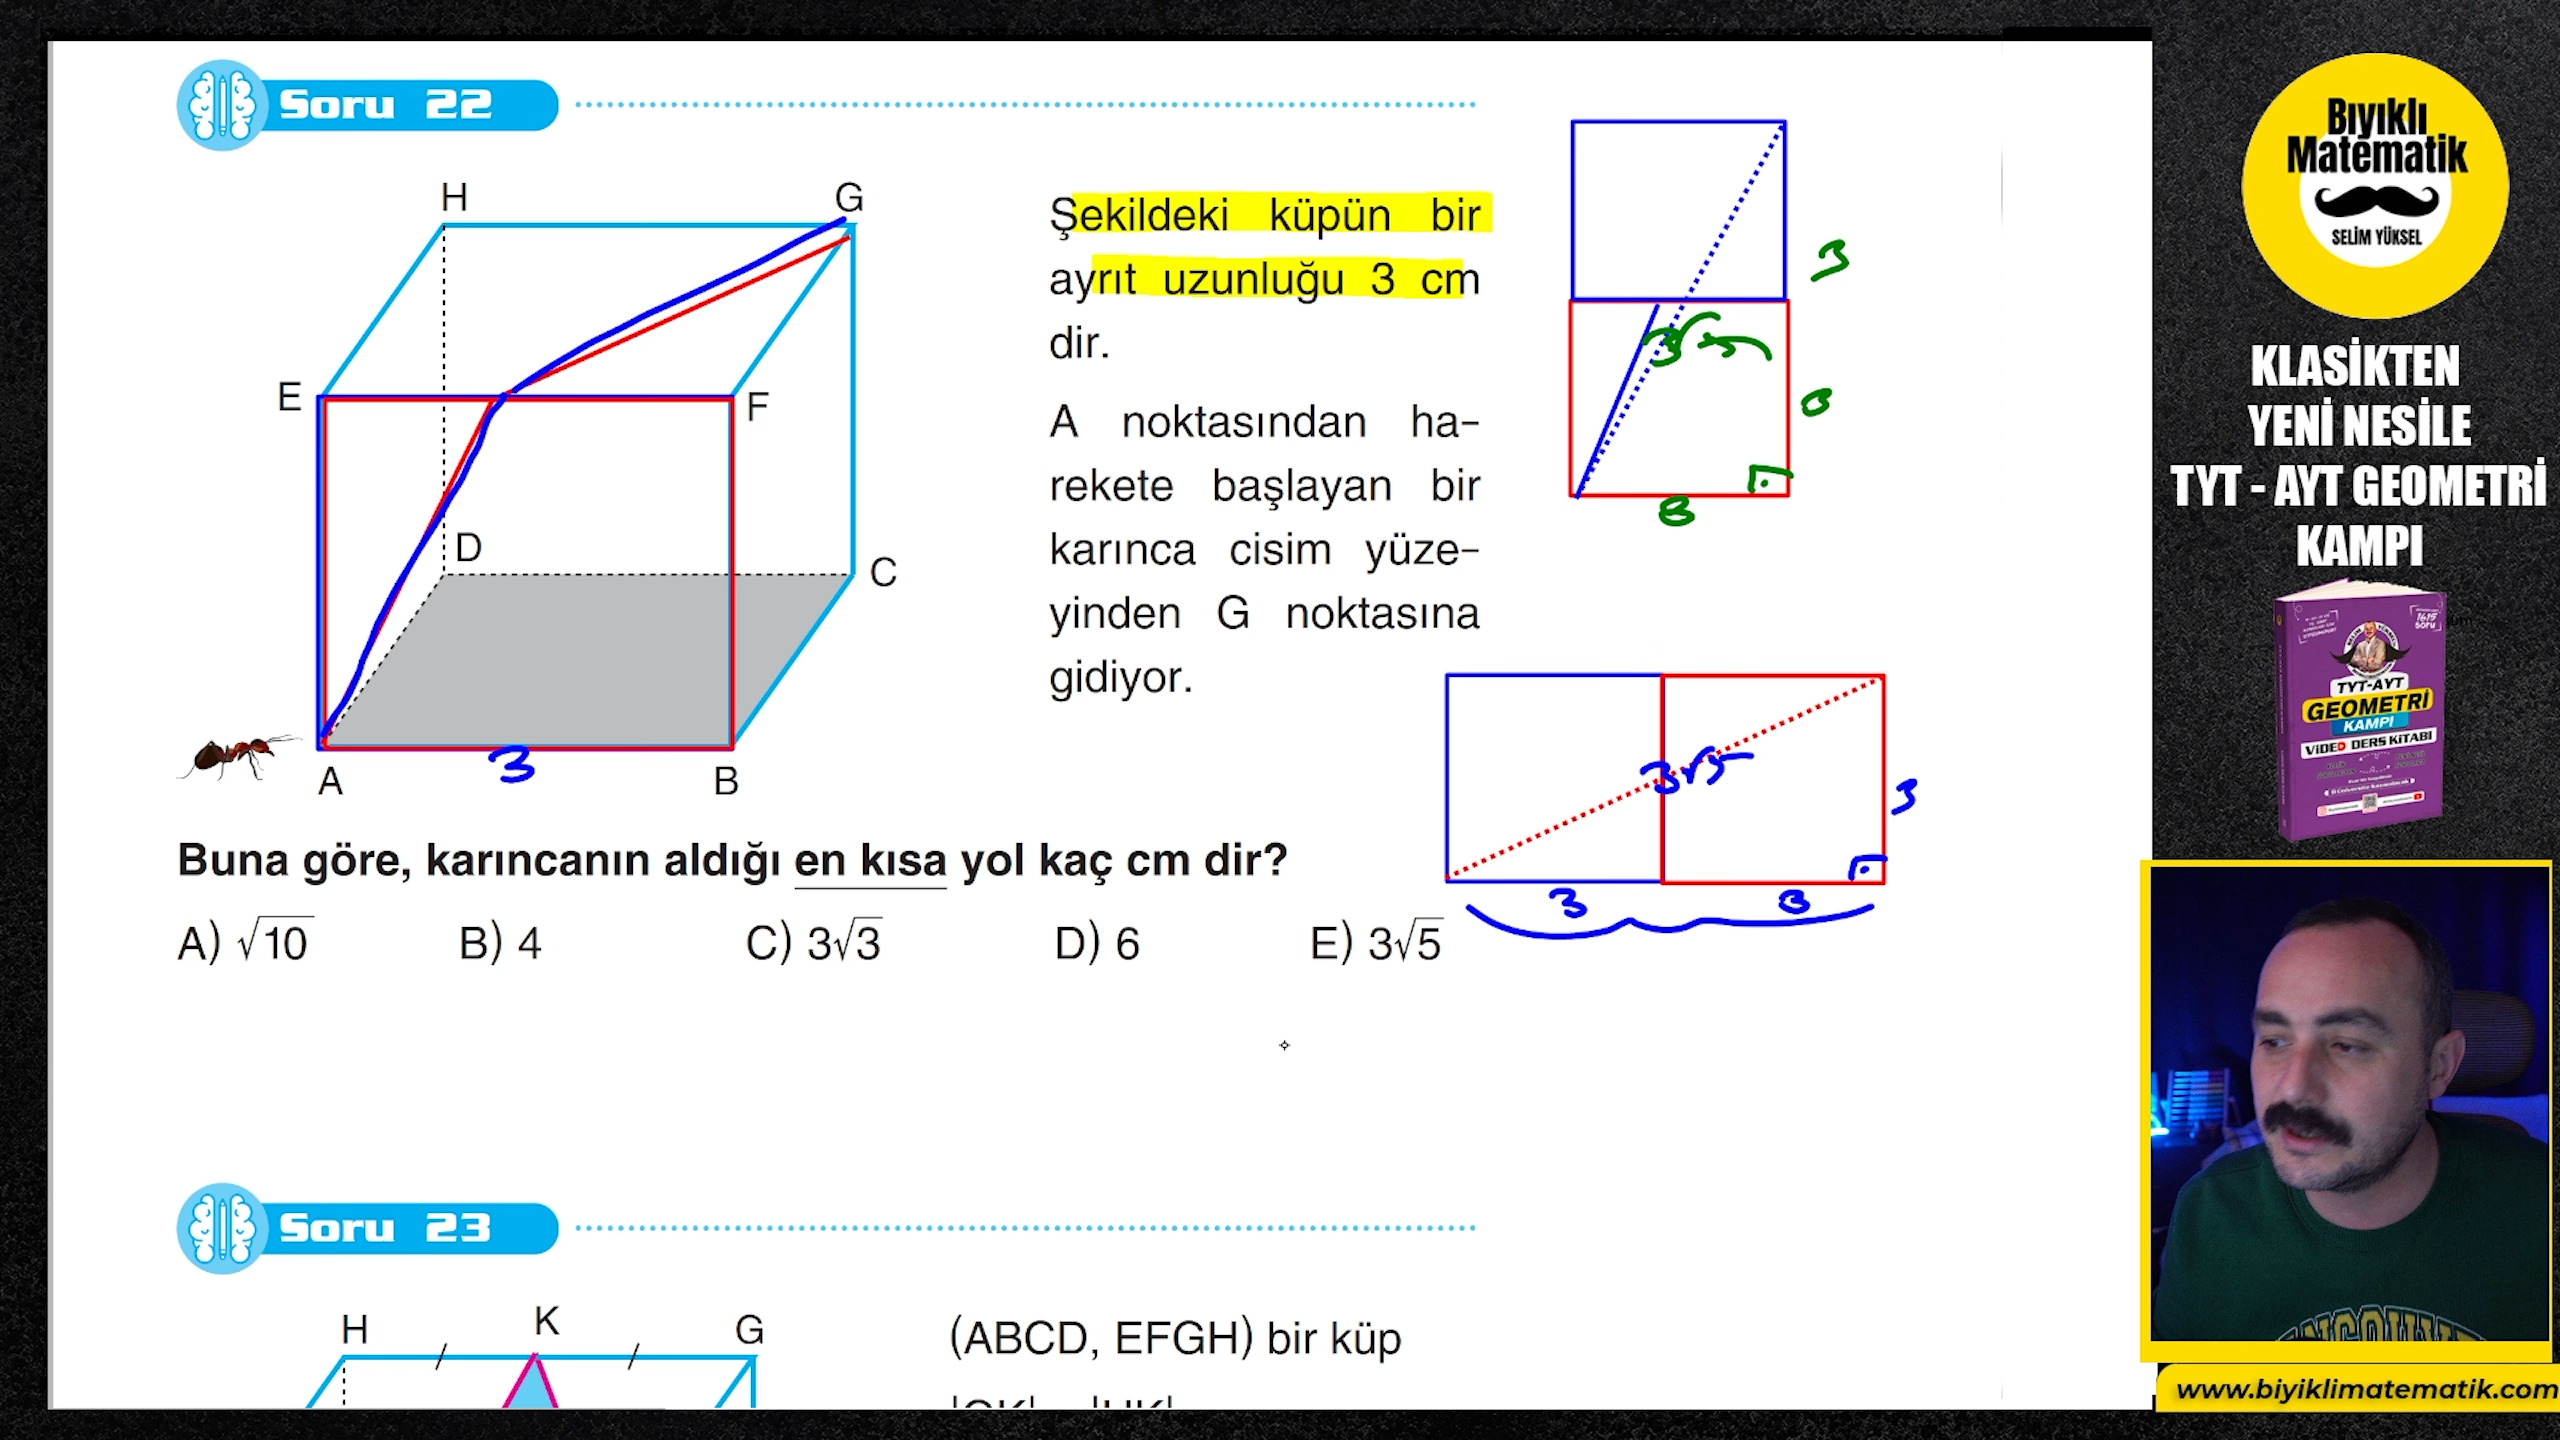 Soru 22
H
G
E
F
D
C
A
B
3
Şekildeki küpün bir
ayrıt uzunluğu 3 cm
dir.
A noktasından ha-
rekete başlayan bir
karınca cisim yüze-
yinden G noktasına
gidiyor.
3
3√5
3
3
3√5
3
3
3
Buna göre, karıncanın aldığı en kısa yol kaç cm dir?
A) √10 B) 4 C) 3√3 D) 6 E) 3√5
Soru 23
H
K
G
(ABCD, EFGH) bir küp
Bıyıklı
Matematik
SELİM YÜKSEL
KLASİKTEN
YENİ NESİLE
TYT - AYT GEOMETRİ
KAMPI
1615
soru
TYT-AYT
GEOMETRİ
KAMPI
VİDEO DERS KİTABI
www.biyiklimatematik.com